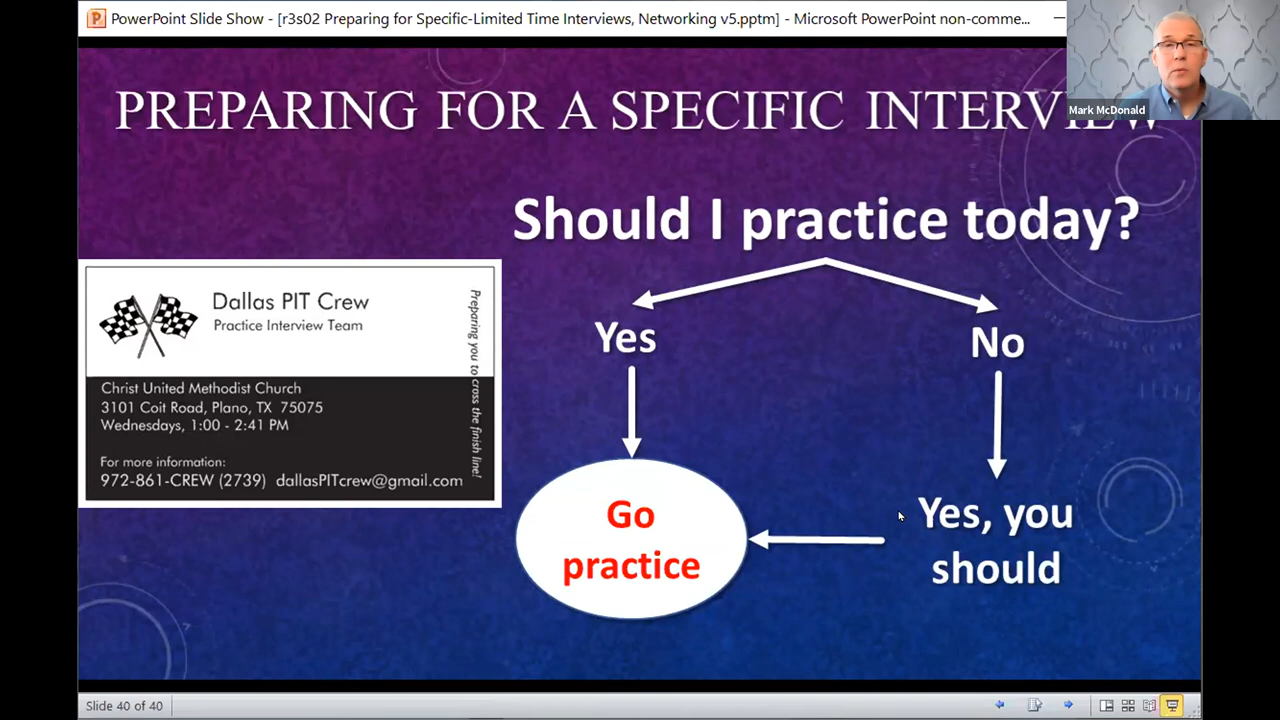 PowerPoint Slide Show - [r3s02 Preparing for Specific-Limited Time Interviews, Networking v5.pptm] - Microsoft PowerPoint non-comme...
Mark McDonald
PREPARING FOR A SPECIFIC INTERVIEW
Should I practice today?
Yes
No
Go
practice
Yes, you
should
Dallas PIT Crew
Practice Interview Team
Preparing you to cross the finish line!
Christ United Methodist Church
3101 Coit Road, Plano, TX 75075
Wednesdays, 1:00 - 2:41 PM
For more information:
972-861-CREW (2739) dallasPITcrew@gmail.com
Slide 40 of 40